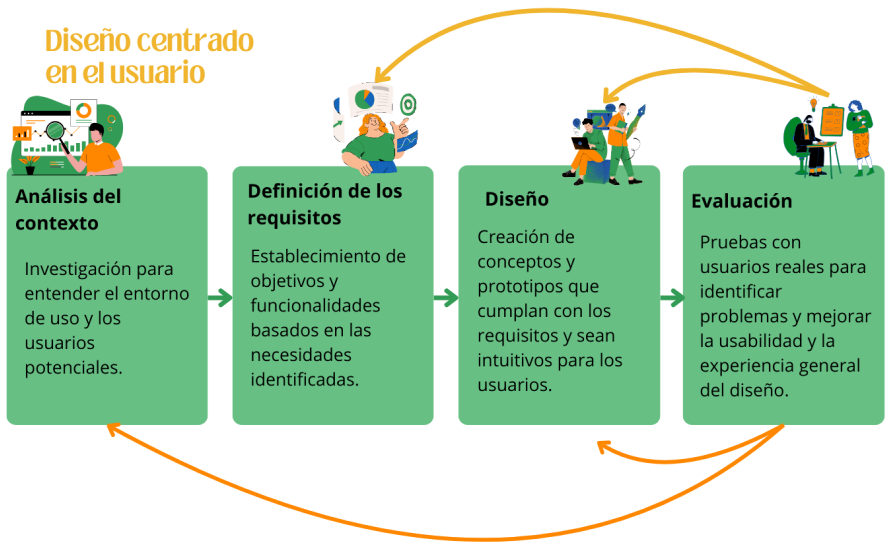 Diseño centrado
en el usuario
Análisis del
contexto
Investigación para
entender el entorno
de uso y los
usuarios
potenciales.
Definición de los
requisitos
Establecimiento de
objetivos y
funcionalidades
basados en las
necesidades
identificadas.
Diseño
Creación de
conceptos y
prototipos que
cumplan con los
requisitos y sean
intuitivos para los
usuarios.
Evaluación
Pruebas con
usuarios reales para
identificar
problemas y mejorar
la usabilidad y la
experiencia general
del diseño.